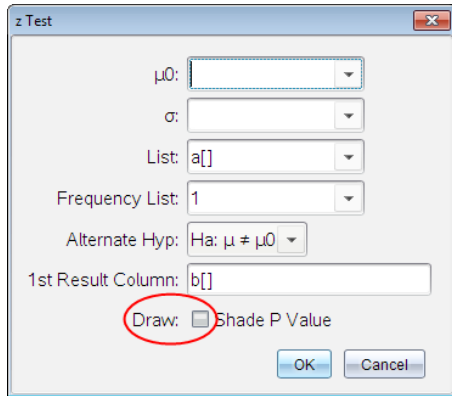 z Test
μ0:
σ:
List: a[]
Frequency List: 1
Alternate Hyp: Ha: μ ≠ μ0
1st Result Column: b[]
Draw: Shade P Value
OK Cancel